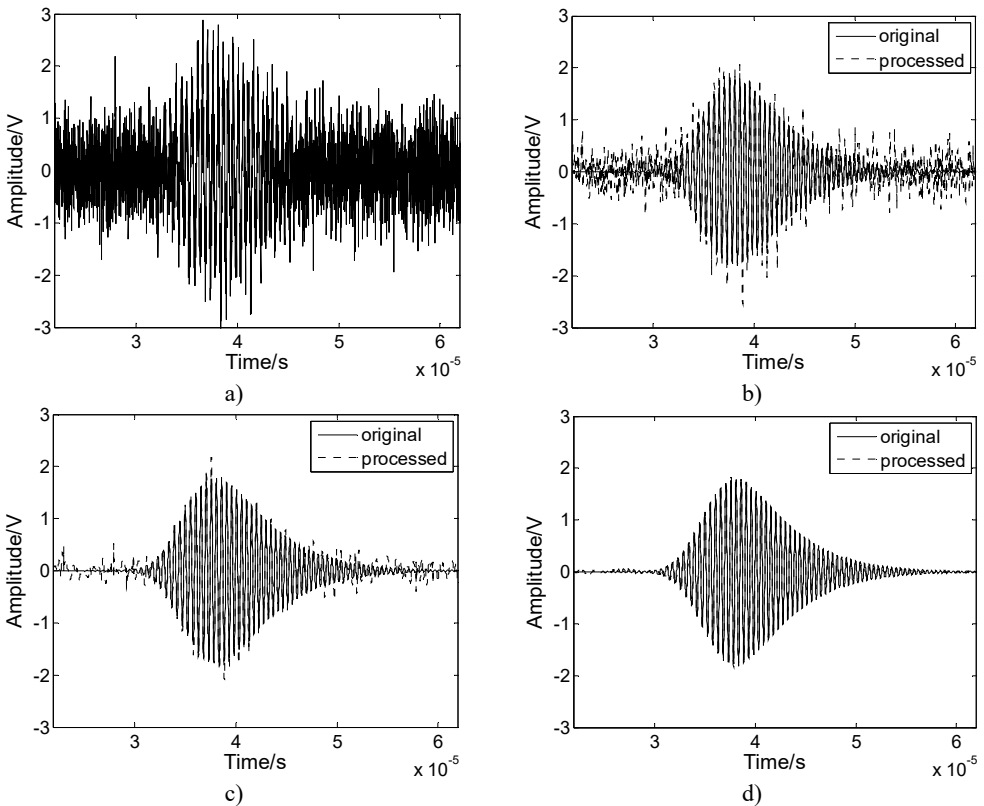 3
2
1
0
-1
-2
-3
Amplitude/V
3 4 5 6
Time/s
x 10-5
a)
3
2
1
0
-1
-2
-3
Amplitude/V
original
processed
3 4 5 6
Time/s
x 10-5
b)
3
2
1
0
-1
-2
-3
Amplitude/V
original
processed
3 4 5 6
Time/s
x 10-5
c)
3
2
1
0
-1
-2
-3
Amplitude/V
original
processed
3 4 5 6
Time/s
x 10-5
d)